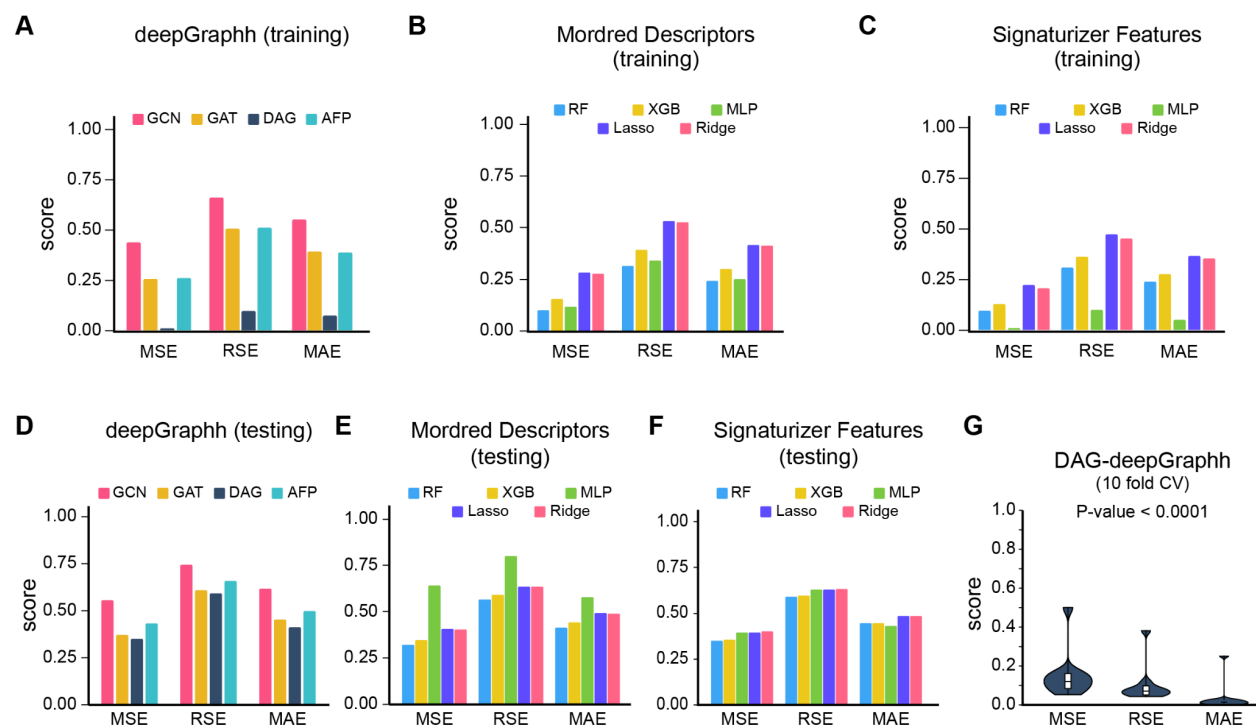 A
deepGraphh (training)
GCN GAT DAG AFP
1.00
0.75
0.50
0.25
0.00
score
MSE RSE MAE
B
Mordred Descriptors
(training)
RF XGB MLP
Lasso Ridge
1.00
0.75
0.50
0.25
0.00
score
MSE RSE MAE
C
Signaturizer Features
(training)
RF XGB MLP
Lasso Ridge
1.00
0.75
0.50
0.25
0.00
score
MSE RSE MAE
D
deepGraphh (testing)
GCN GAT DAG AFP
1.00
0.75
0.50
0.25
0.00
score
MSE RSE MAE
E
Mordred Descriptors
(testing)
RF XGB MLP
Lasso Ridge
1.00
0.75
0.50
0.25
0.00
MSE RSE MAE
F
Signaturizer Features
(testing)
RF XGB MLP
Lasso Ridge
1.00
0.75
0.50
0.25
0.00
MSE RSE MAE
G
DAG-deepGraphh
(10 fold CV)
P-value < 0.0001
1.0
0.8
0.6
0.4
0.2
0.0
score
MSE RSE MAE